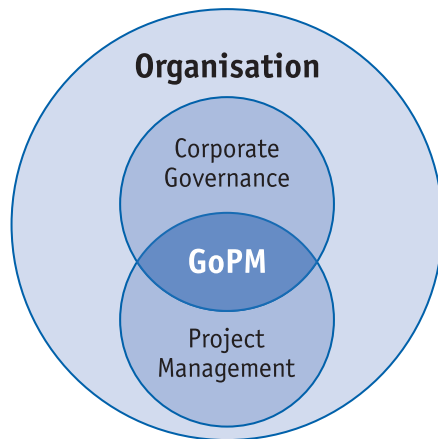 Organisation
Corporate
Governance
GoPM
Project
Management